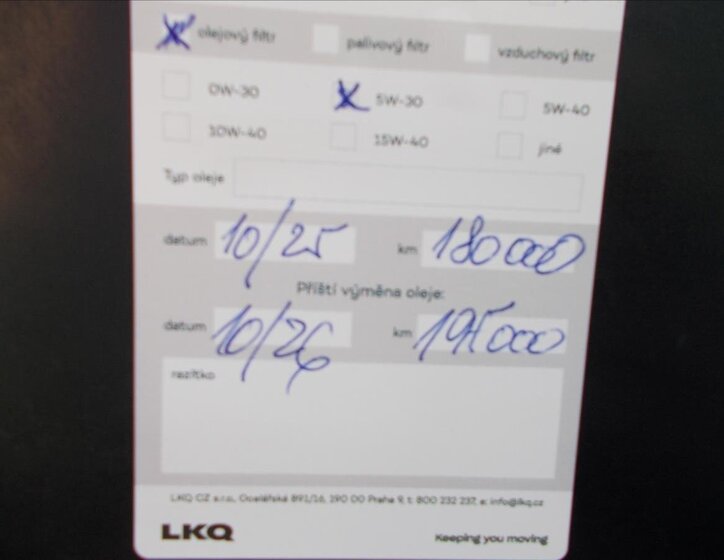 X olejový filtr palivový filtr vzduchový filtr
0W-30 X 5W-30 5W-40
10W-40 15W-40 jiné
Typ oleje
datum 10/25 km 180000
Příští výměna oleje:
datum 10/26 km 195000
razítko
LKQ CZ s.r.o., Ocelářská 891/16, 190 00 Praha 9, t: 800 232 237, e: info@lkq.cz
LKQ Keeping you moving